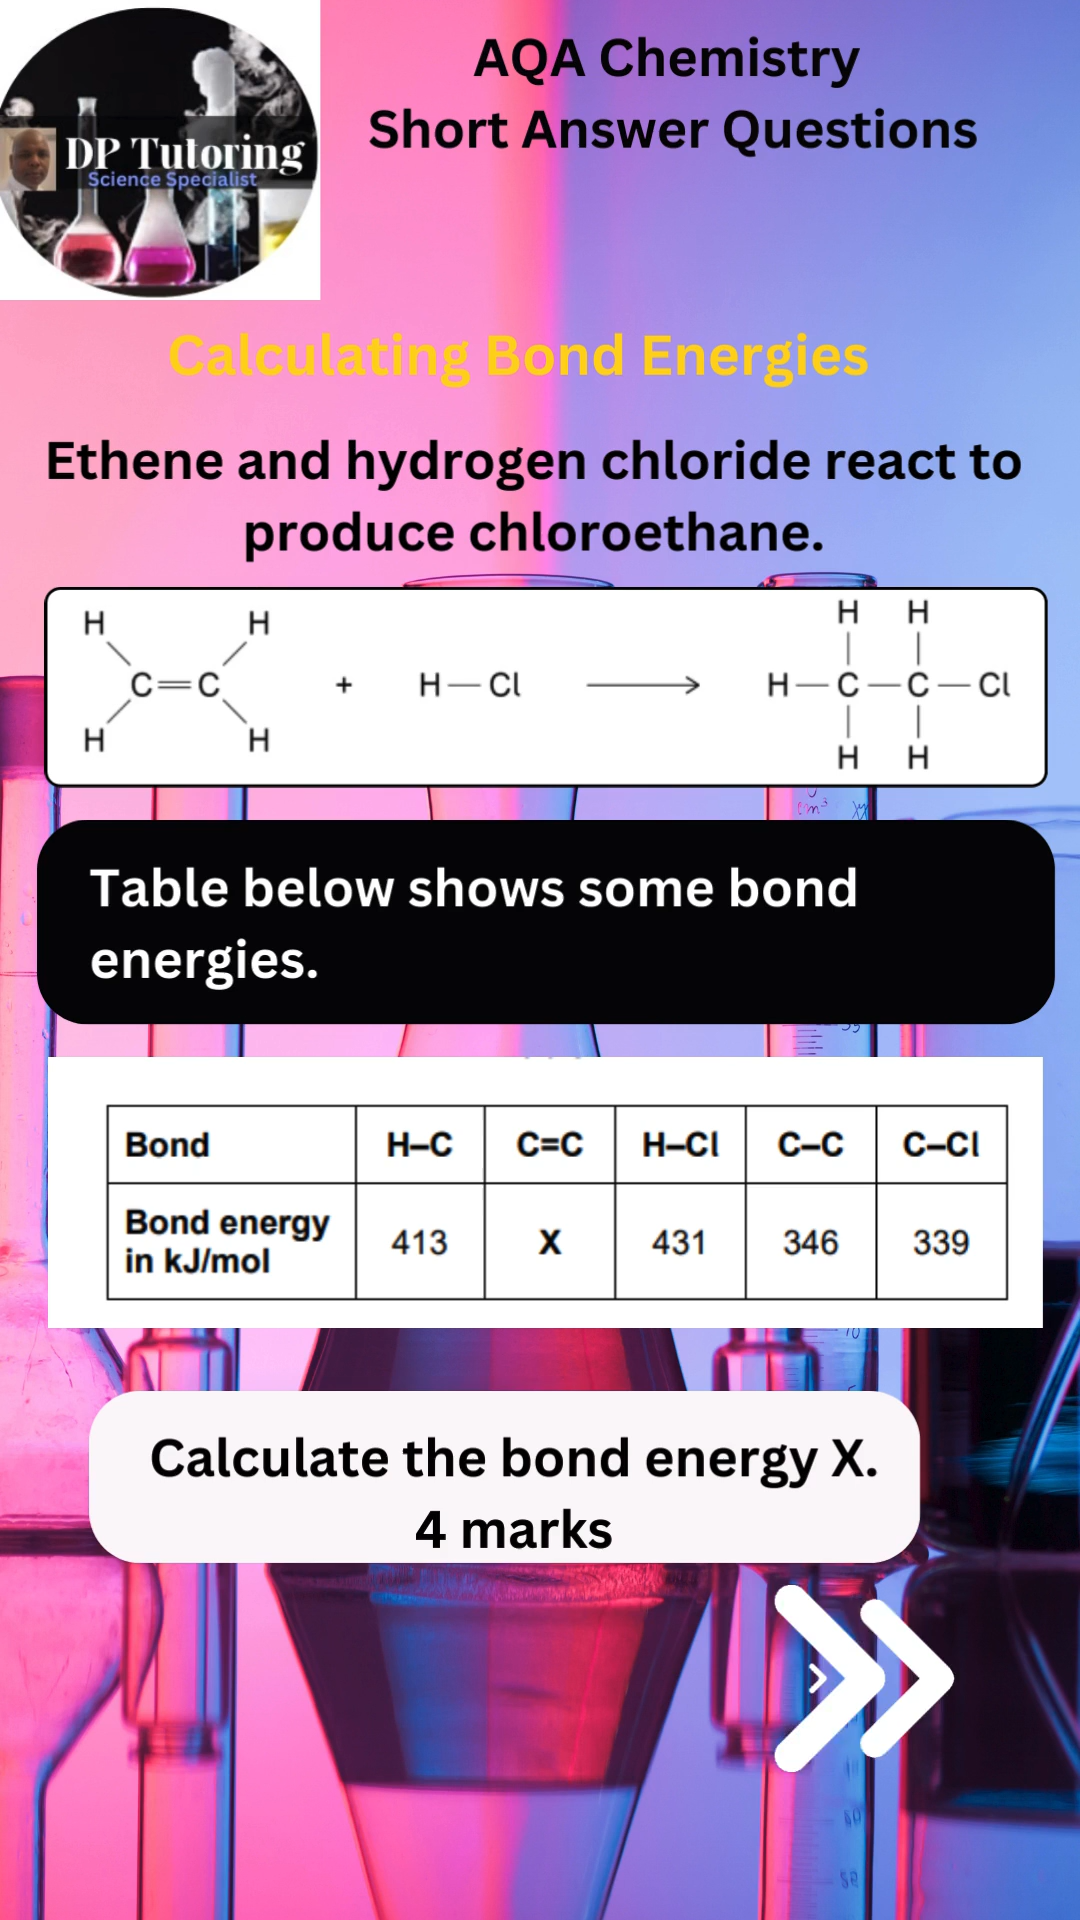 DP Tutoring
Science Specialist
AQA Chemistry
Short Answer Questions
Calculating Bond Energies
Ethene and hydrogen chloride react to
produce chloroethane.
H H H H
C=C + H—Cl ⟶ H—C—C—Cl
H H H H
cm³
Table below shows some bond
energies.
Bond H–C C=C H–Cl C–C C–Cl
Bond energy
in kJ/mol 413 X 431 346 339
Calculate the bond energy X.
4 marks